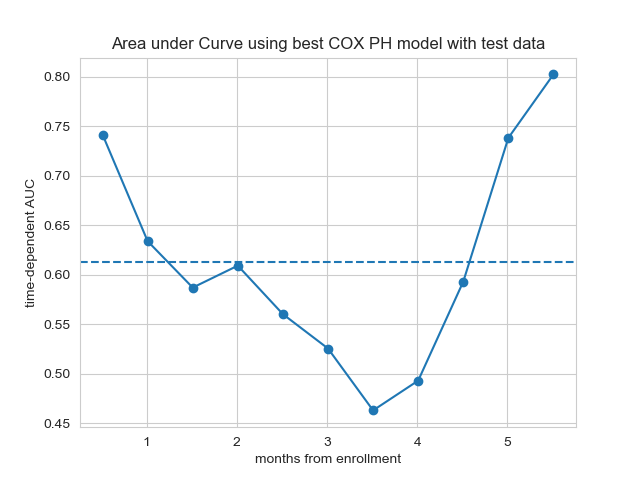 Area under Curve using best COX PH model with test data
time-dependent AUC
0.80
0.75
0.70
0.65
0.60
0.55
0.50
0.45
1 2 3 4 5
months from enrollment